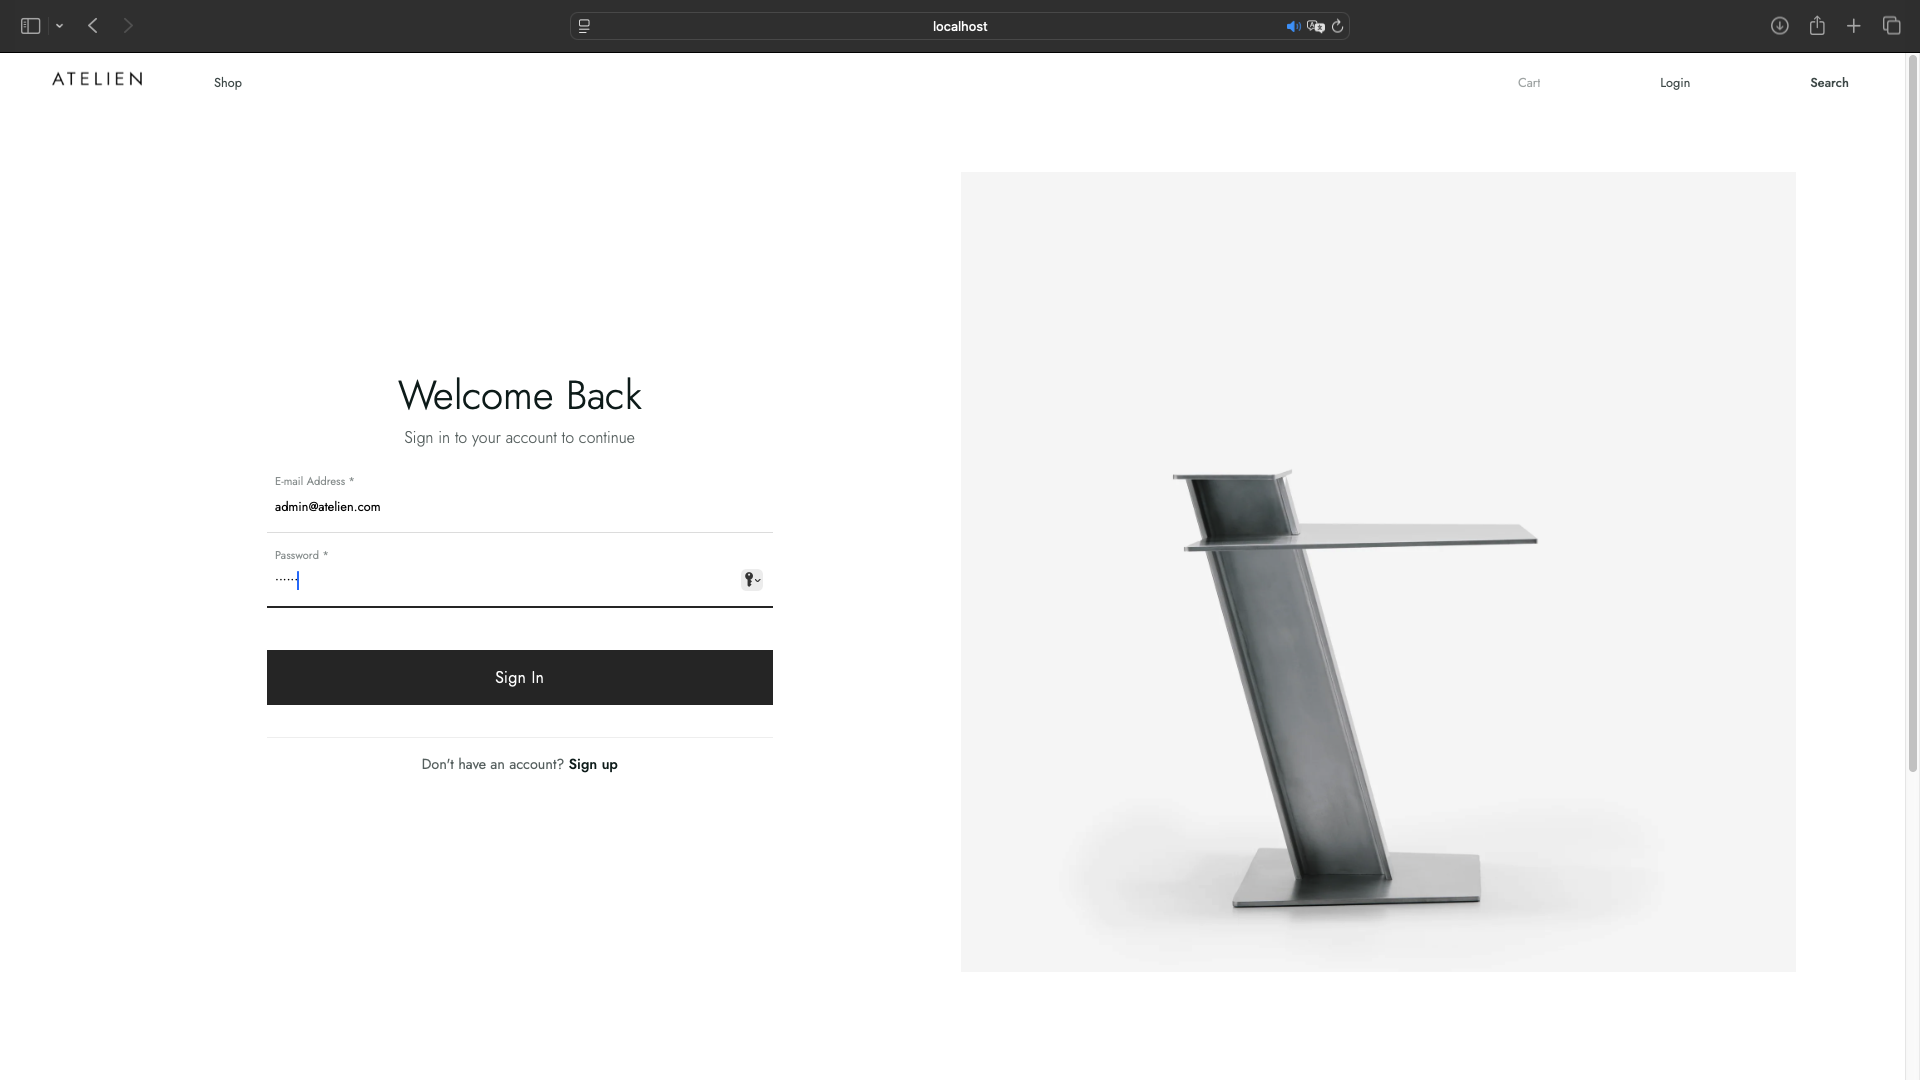 localhost
ATELIEN
Shop
Cart
Login
Search
Welcome Back
Sign in to your account to continue
E-mail Address *
admin@atelien.com
Password *
······
Sign In
Don't have an account? Sign up